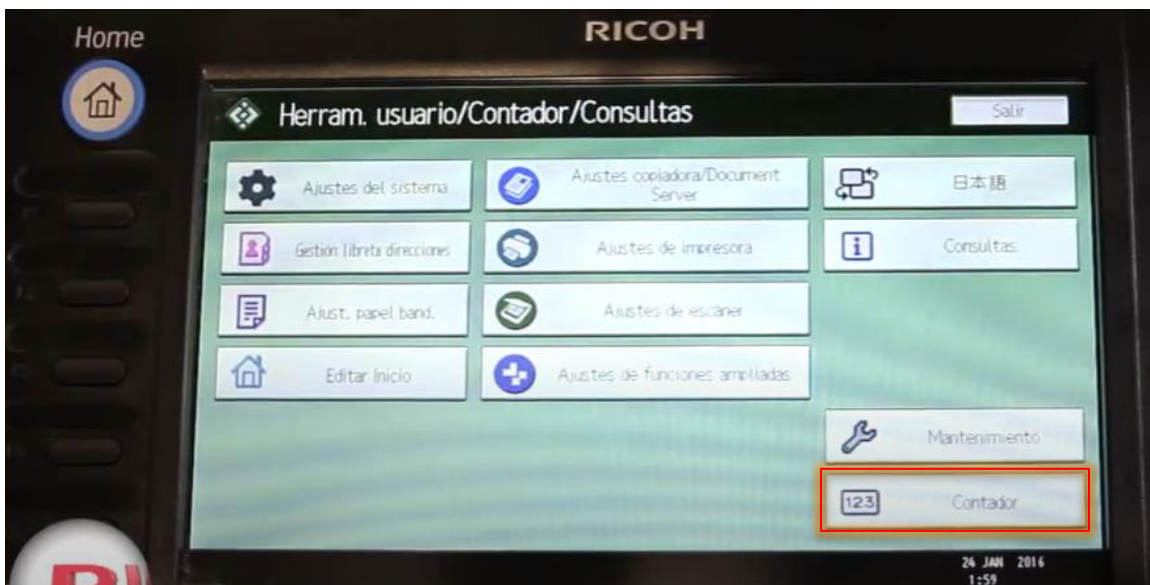 Home
RICOH
Herram. usuario/Contador/Consultas
Salir
Ajustes del sistema
Ajustes copiadora/Document
Server
日本語
Gestión libreta direcciones
Ajustes de impresora
Consultas
Ajust. papel band.
Ajustes de escáner
Editar Inicio
Ajustes de funciones ampliadas
Mantenimiento
123
Contador
24 JAN 2016
1:59